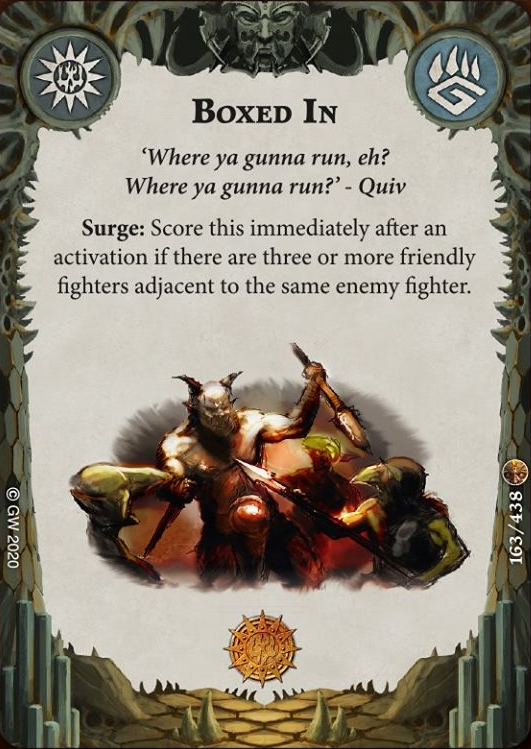 Boxed In
‘Where ya gunna run, eh?
Where ya gunna run?’ - Quiv
Surge: Score this immediately after an
activation if there are three or more friendly
fighters adjacent to the same enemy fighter.
© GW 2020
163/438